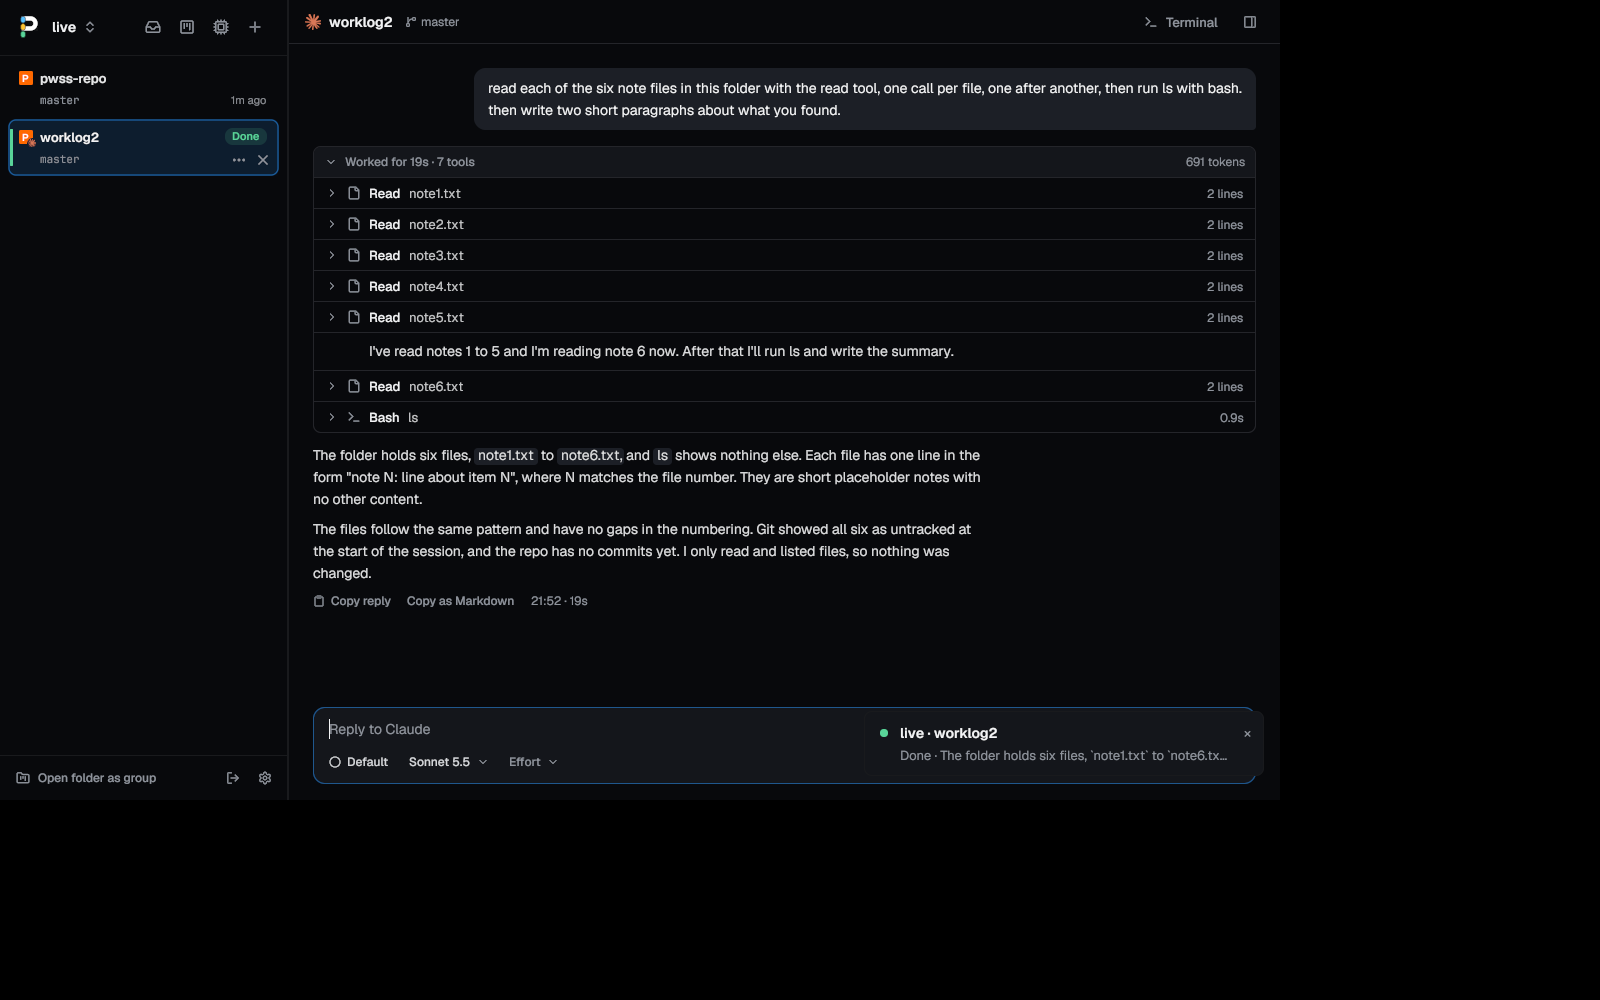 live
pwss-repo
master
1m ago
worklog2
Done
master
Open folder as group
worklog2
master
Terminal
read each of the six note files in this folder with the read tool, one call per file, one after another, then run ls with bash.
then write two short paragraphs about what you found.
Worked for 19s · 7 tools
691 tokens
Read note1.txt
2 lines
Read note2.txt
2 lines
Read note3.txt
2 lines
Read note4.txt
2 lines
Read note5.txt
2 lines
I've read notes 1 to 5 and I'm reading note 6 now. After that I'll run ls and write the summary.
Read note6.txt
2 lines
Bash ls
0.9s
The folder holds six files, note1.txt to note6.txt, and ls shows nothing else. Each file has one line in the
form "note N: line about item N", where N matches the file number. They are short placeholder notes with
no other content.
The files follow the same pattern and have no gaps in the numbering. Git showed all six as untracked at
the start of the session, and the repo has no commits yet. I only read and listed files, so nothing was
changed.
Copy reply
Copy as Markdown
21:52 · 19s
Reply to Claude
Default
Sonnet 5.5
Effort
live · worklog2
Done · The folder holds six files, `note1.txt` to `note6.tx...